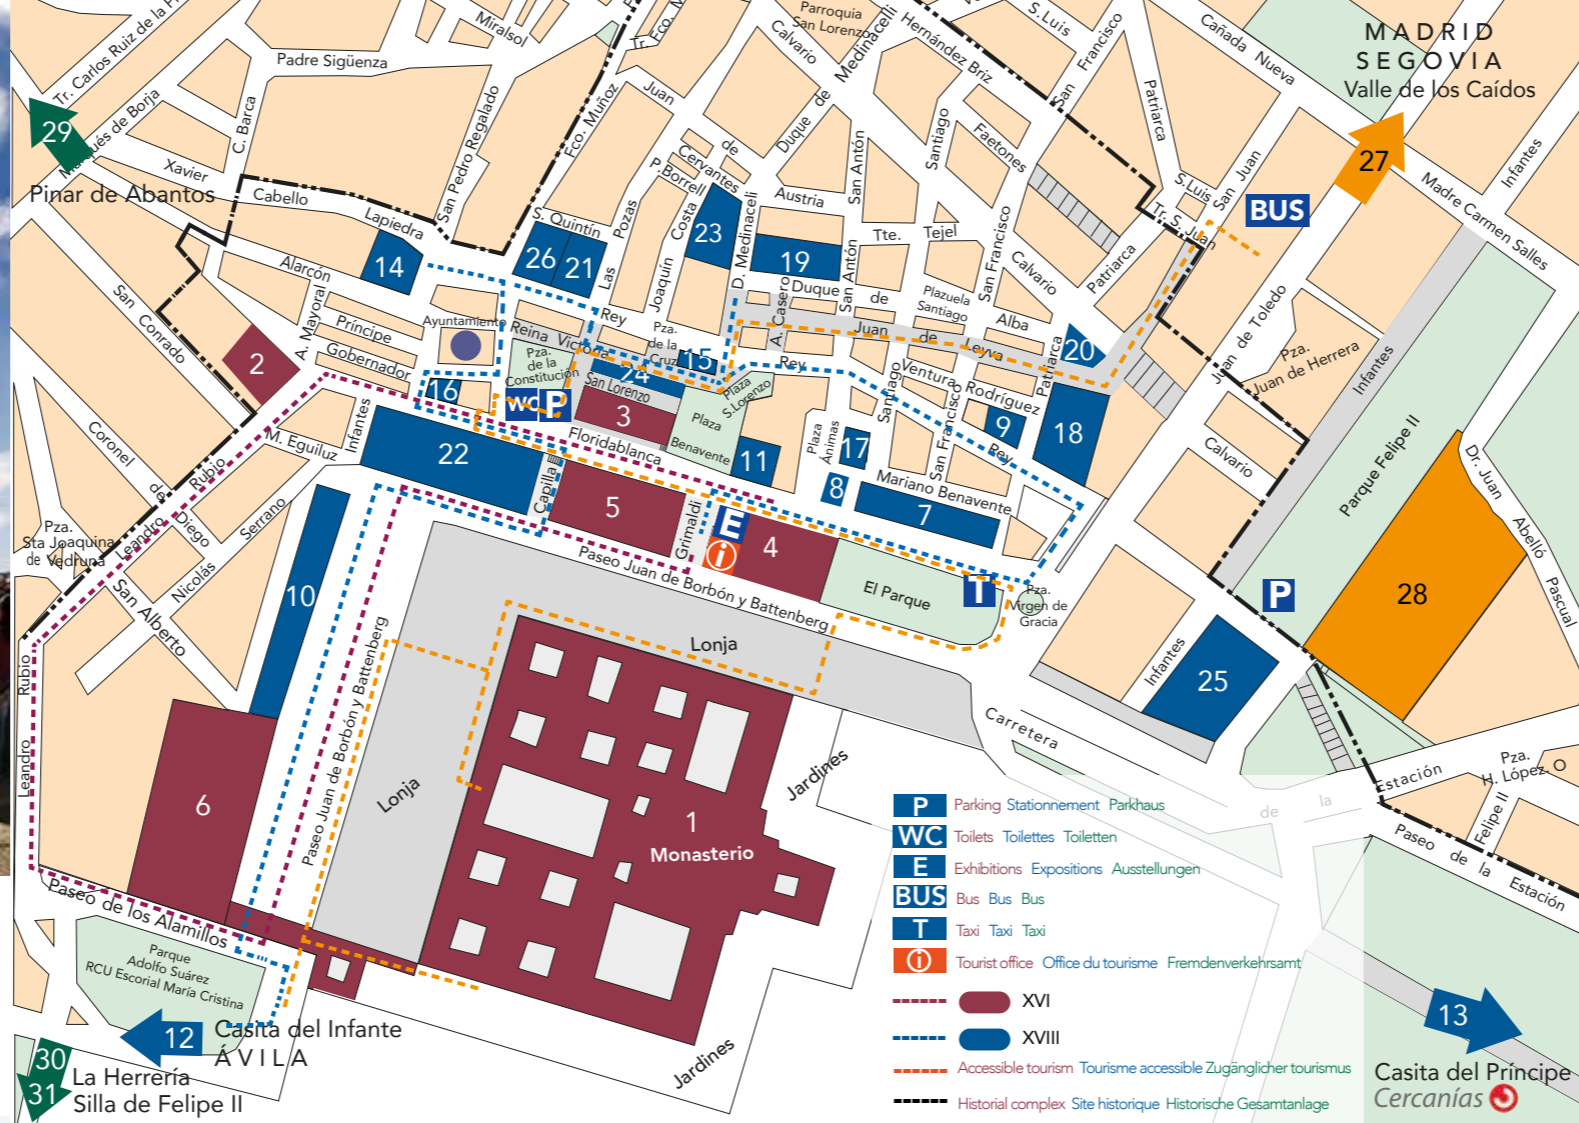 Tr. Carlos Ruiz de la
Miralsol
Tr. Fco. M
Parroquia
San Lorenzo
Calvario
Duque de Medinacelli
Hernández Briz
S.Luis
San Francisco
Cañada Nueva
MADRID
SEGOVIA
Valle de los Caídos
Padre Sigüenza
29
Marqués de Borja
C. Barca
Xavier
Pinar de Abantos
Cabello
Lapiedra
San Pedro Regalado
Fco. Muñoz
Juan
de
Cervantes
P.Borrell
Austria
San Antón
Santiago
Faetones
Patriarca
S.Luis
Tr. S. Juan
San Juan
BUS
27
Infantes
Madre Carmen Salles
S. Quintín
26
21
Las
Pozas
Joaquín
Costa
23
D. Medinaceli
19
Tte.
Tejel
San Francisco
Calvario
Patriarca
14
Alarcón
San Conrado
A. Mayoral
Príncipe
Gobernador
Ayuntamiento
Reina Victoria
Rey
Pza.
de la
Cruz
15
A. Casero
Duque
de
Alba
San Antón
Plazuela
Santiago
Juan
de
Leyva
20
Juan de Toledo
Pza.
Juan de Herrera
Infantes
Parque Felipe II
2
Pza.
de la
Constitución
24
San Lorenzo
3
Rey
Plaza
S.Lorenzo
Plaza
Benavente
Santiago
Ventura
Rodríguez
San Francisco
Patriarca
9
18
Rey
16
WC
P
Floridablanca
11
Plaza
Ánimas
17
8
Mariano Benavente
7
Calvario
Coronel
de
Diego
M. Eguiluz
Infantes
22
Capilla
5
Grimaldi
E
i
4
El Parque
T
Pza.
Virgen de
Gracia
P
28
Dr. Juan
Abelló
Pascual
Pza.
Sta Joaquina
de Vedruna
Leandro
Rubio
Serrano
Nicolás
San Alberto
10
Paseo Juan de Borbón y Battenberg
Lonja
Infantes
25
Rubio
Leandro
6
Paseo Juan de Borbón y Battenberg
Lonja
1
Monasterio
Jardines
Carretera
de
la
Estación
Pza.
H. López. O
Felipe II
Paseo
de
la
Estación
Paseo de los Alamillos
Parque
Adolfo Suárez
RCU Escorial María Cristina
12
Casita del Infante
ÁVILA
30
31
La Herrería
Silla de Felipe II
Jardines
P Parking Stationnement Parkhaus
WC Toilets Toilettes Toiletten
E Exhibitions Expositions Ausstellungen
BUS Bus Bus Bus
T Taxi Taxi Taxi
i Tourist office Office du tourisme Fremdenverkehrsamt
XVI
XVIII
Accessible tourism Tourisme accessible Zugänglicher tourismus
Historial complex Site historique Historische Gesamtanlage
13
Casita del Príncipe
Cercanías